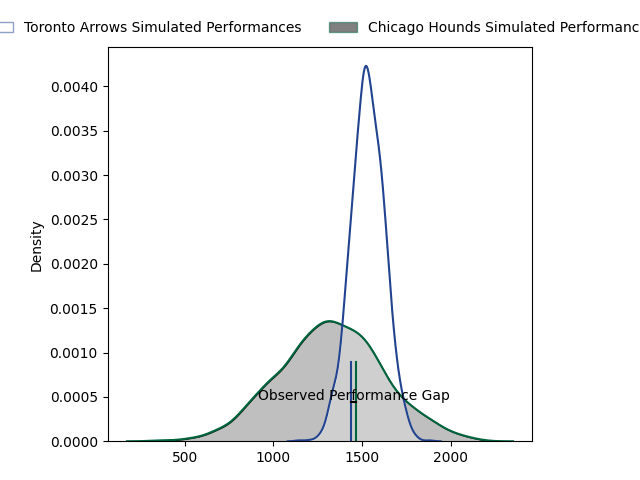 Toronto Arrows Simulated Performances Chicago Hounds Simulated Performanc
0.0040
0.0035
0.0030
0.0025
0.0020
0.0015
0.0010
0.0005
0.0000
Density
Observed Performance Gap
500 1000 1500 2000